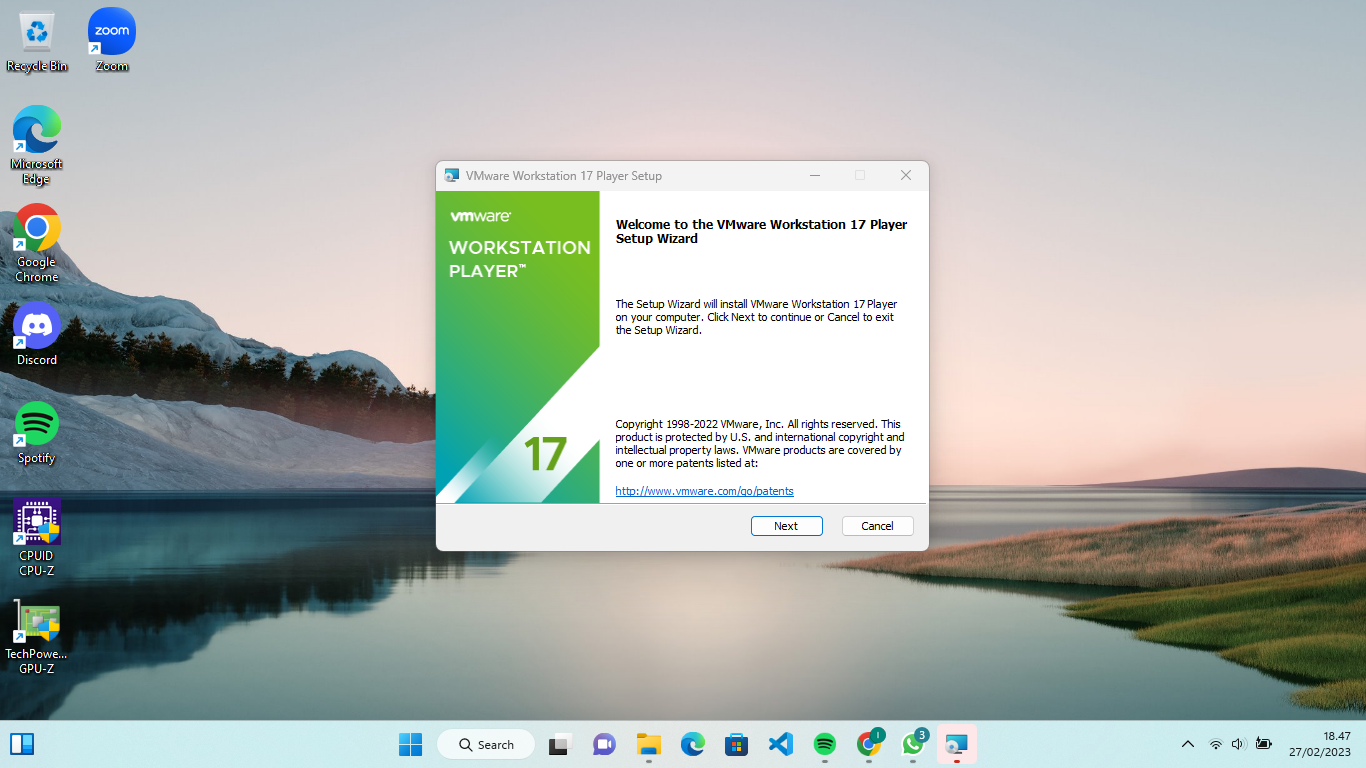 Recycle Bin
zoom
Zoom
Microsoft
Edge
Google
Chrome
Discord
Spotify
CPUID
CPU-Z
TechPowe...
GPU-Z
VMware Workstation 17 Player Setup
vmware
WORKSTATION
PLAYER™
17
Welcome to the VMware Workstation 17 Player
Setup Wizard
The Setup Wizard will install VMware Workstation 17 Player
on your computer. Click Next to continue or Cancel to exit
the Setup Wizard.
Copyright 1998-2022 VMware, Inc. All rights reserved. This
product is protected by U.S. and international copyright and
intellectual property laws. VMware products are covered by
one or more patents listed at:
http://www.vmware.com/go/patents
Next
Cancel
Search
I
3
18.47
27/02/2023